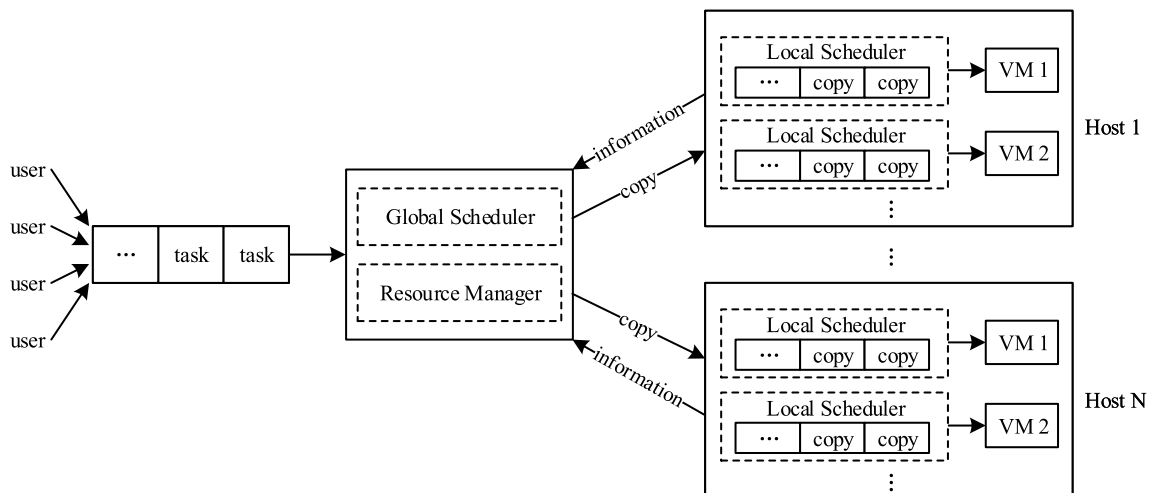 user
user
user
user
... task task
Global Scheduler
Resource Manager
information
copy
copy
information
Local Scheduler
... copy copy
VM 1
Local Scheduler
... copy copy
VM 2
...
Host 1
...
Local Scheduler
... copy copy
VM 1
Local Scheduler
... copy copy
VM 2
...
Host N